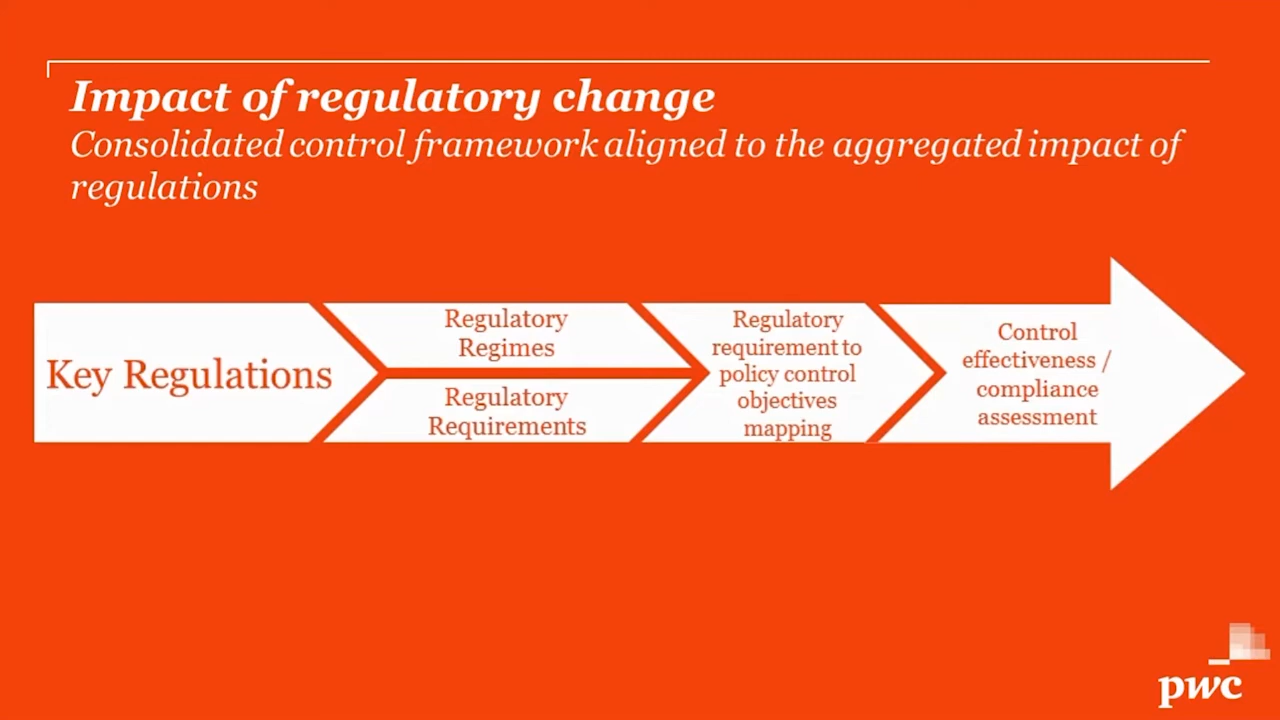 Impact of regulatory change
Consolidated control framework aligned to the aggregated impact of
regulations
Key Regulations
Regulatory
Regimes
Regulatory
Requirements
Regulatory
requirement to
policy control
objectives
mapping
Control
effectiveness /
compliance
assessment
pwc